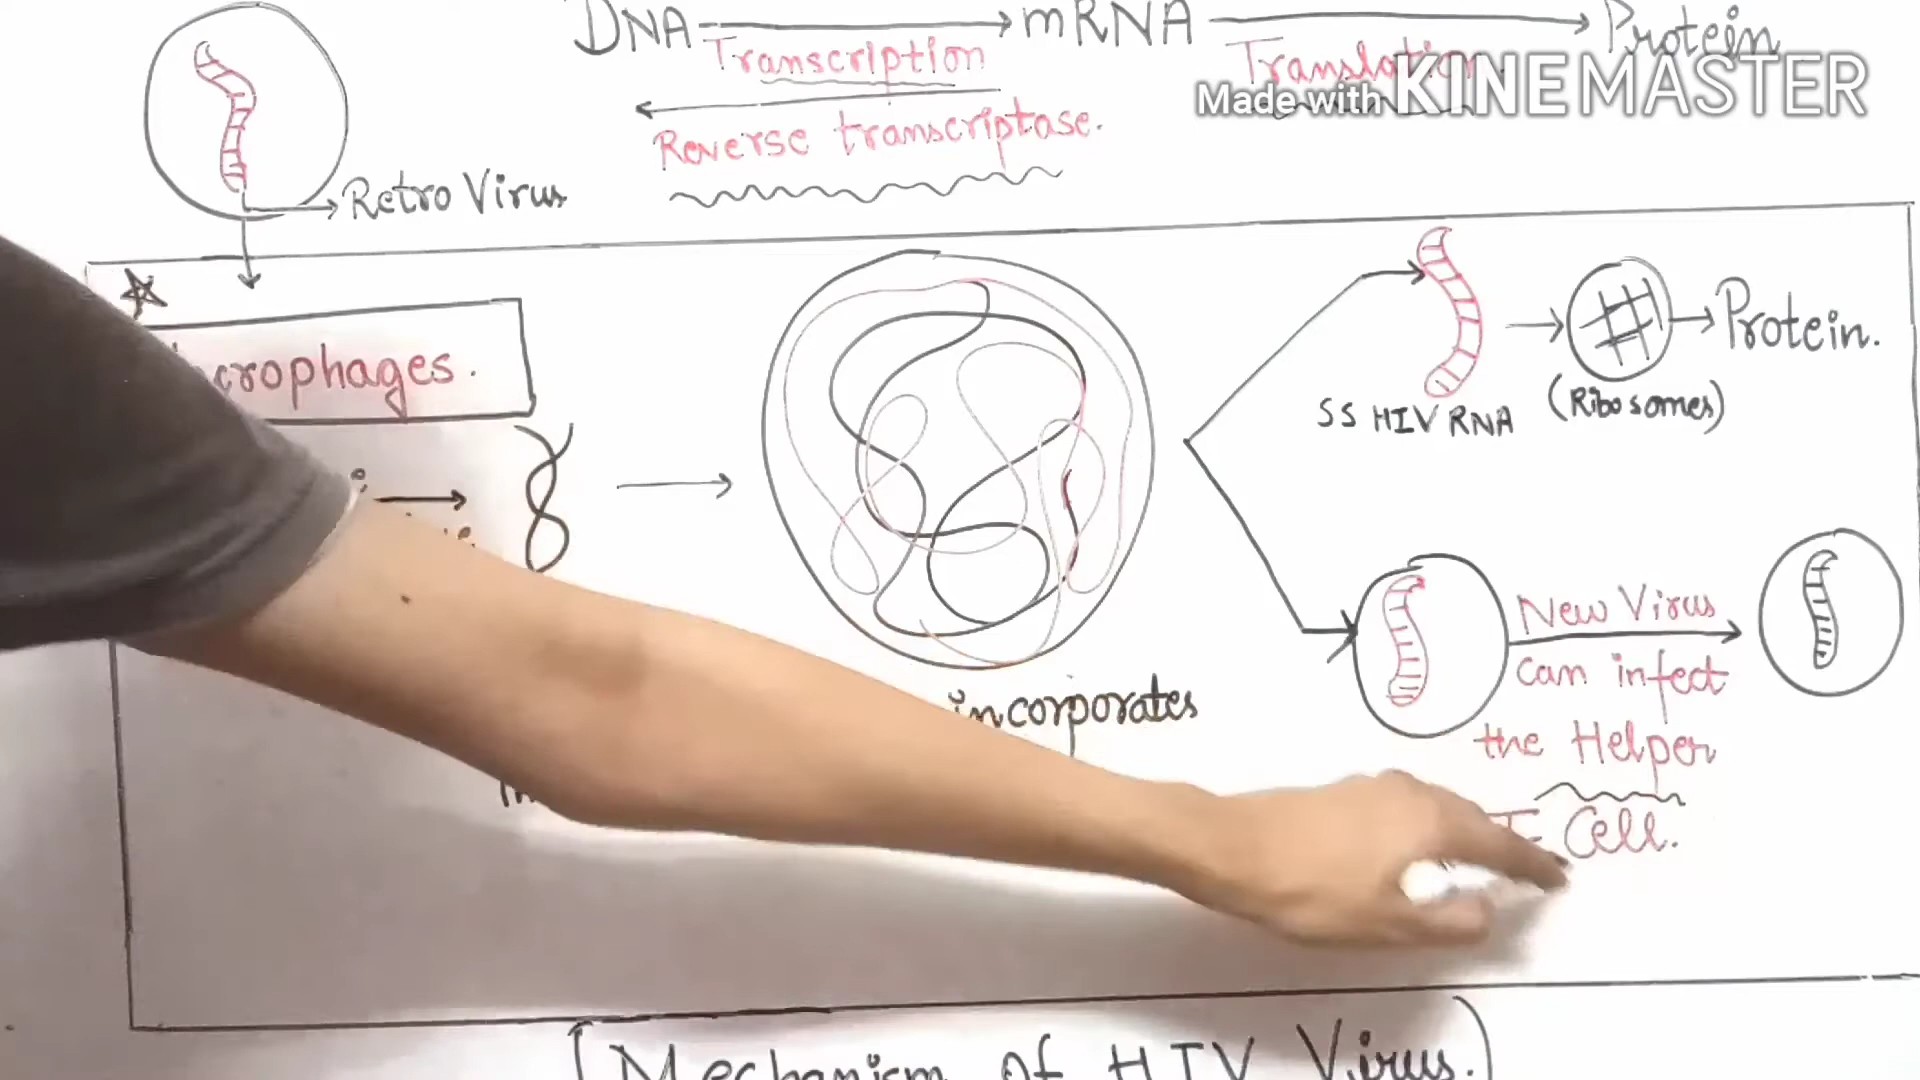 DNA → mRNA → Protein
Transcription
Translation
Made with KINEMASTER
Reverse transcriptase.
Retro Virus
Protein.
SS HIV RNA
(Ribosomes)
New Virus
can infect
the Helper
T- Cell.
incorporates
[Mechanism of HIV Virus.]